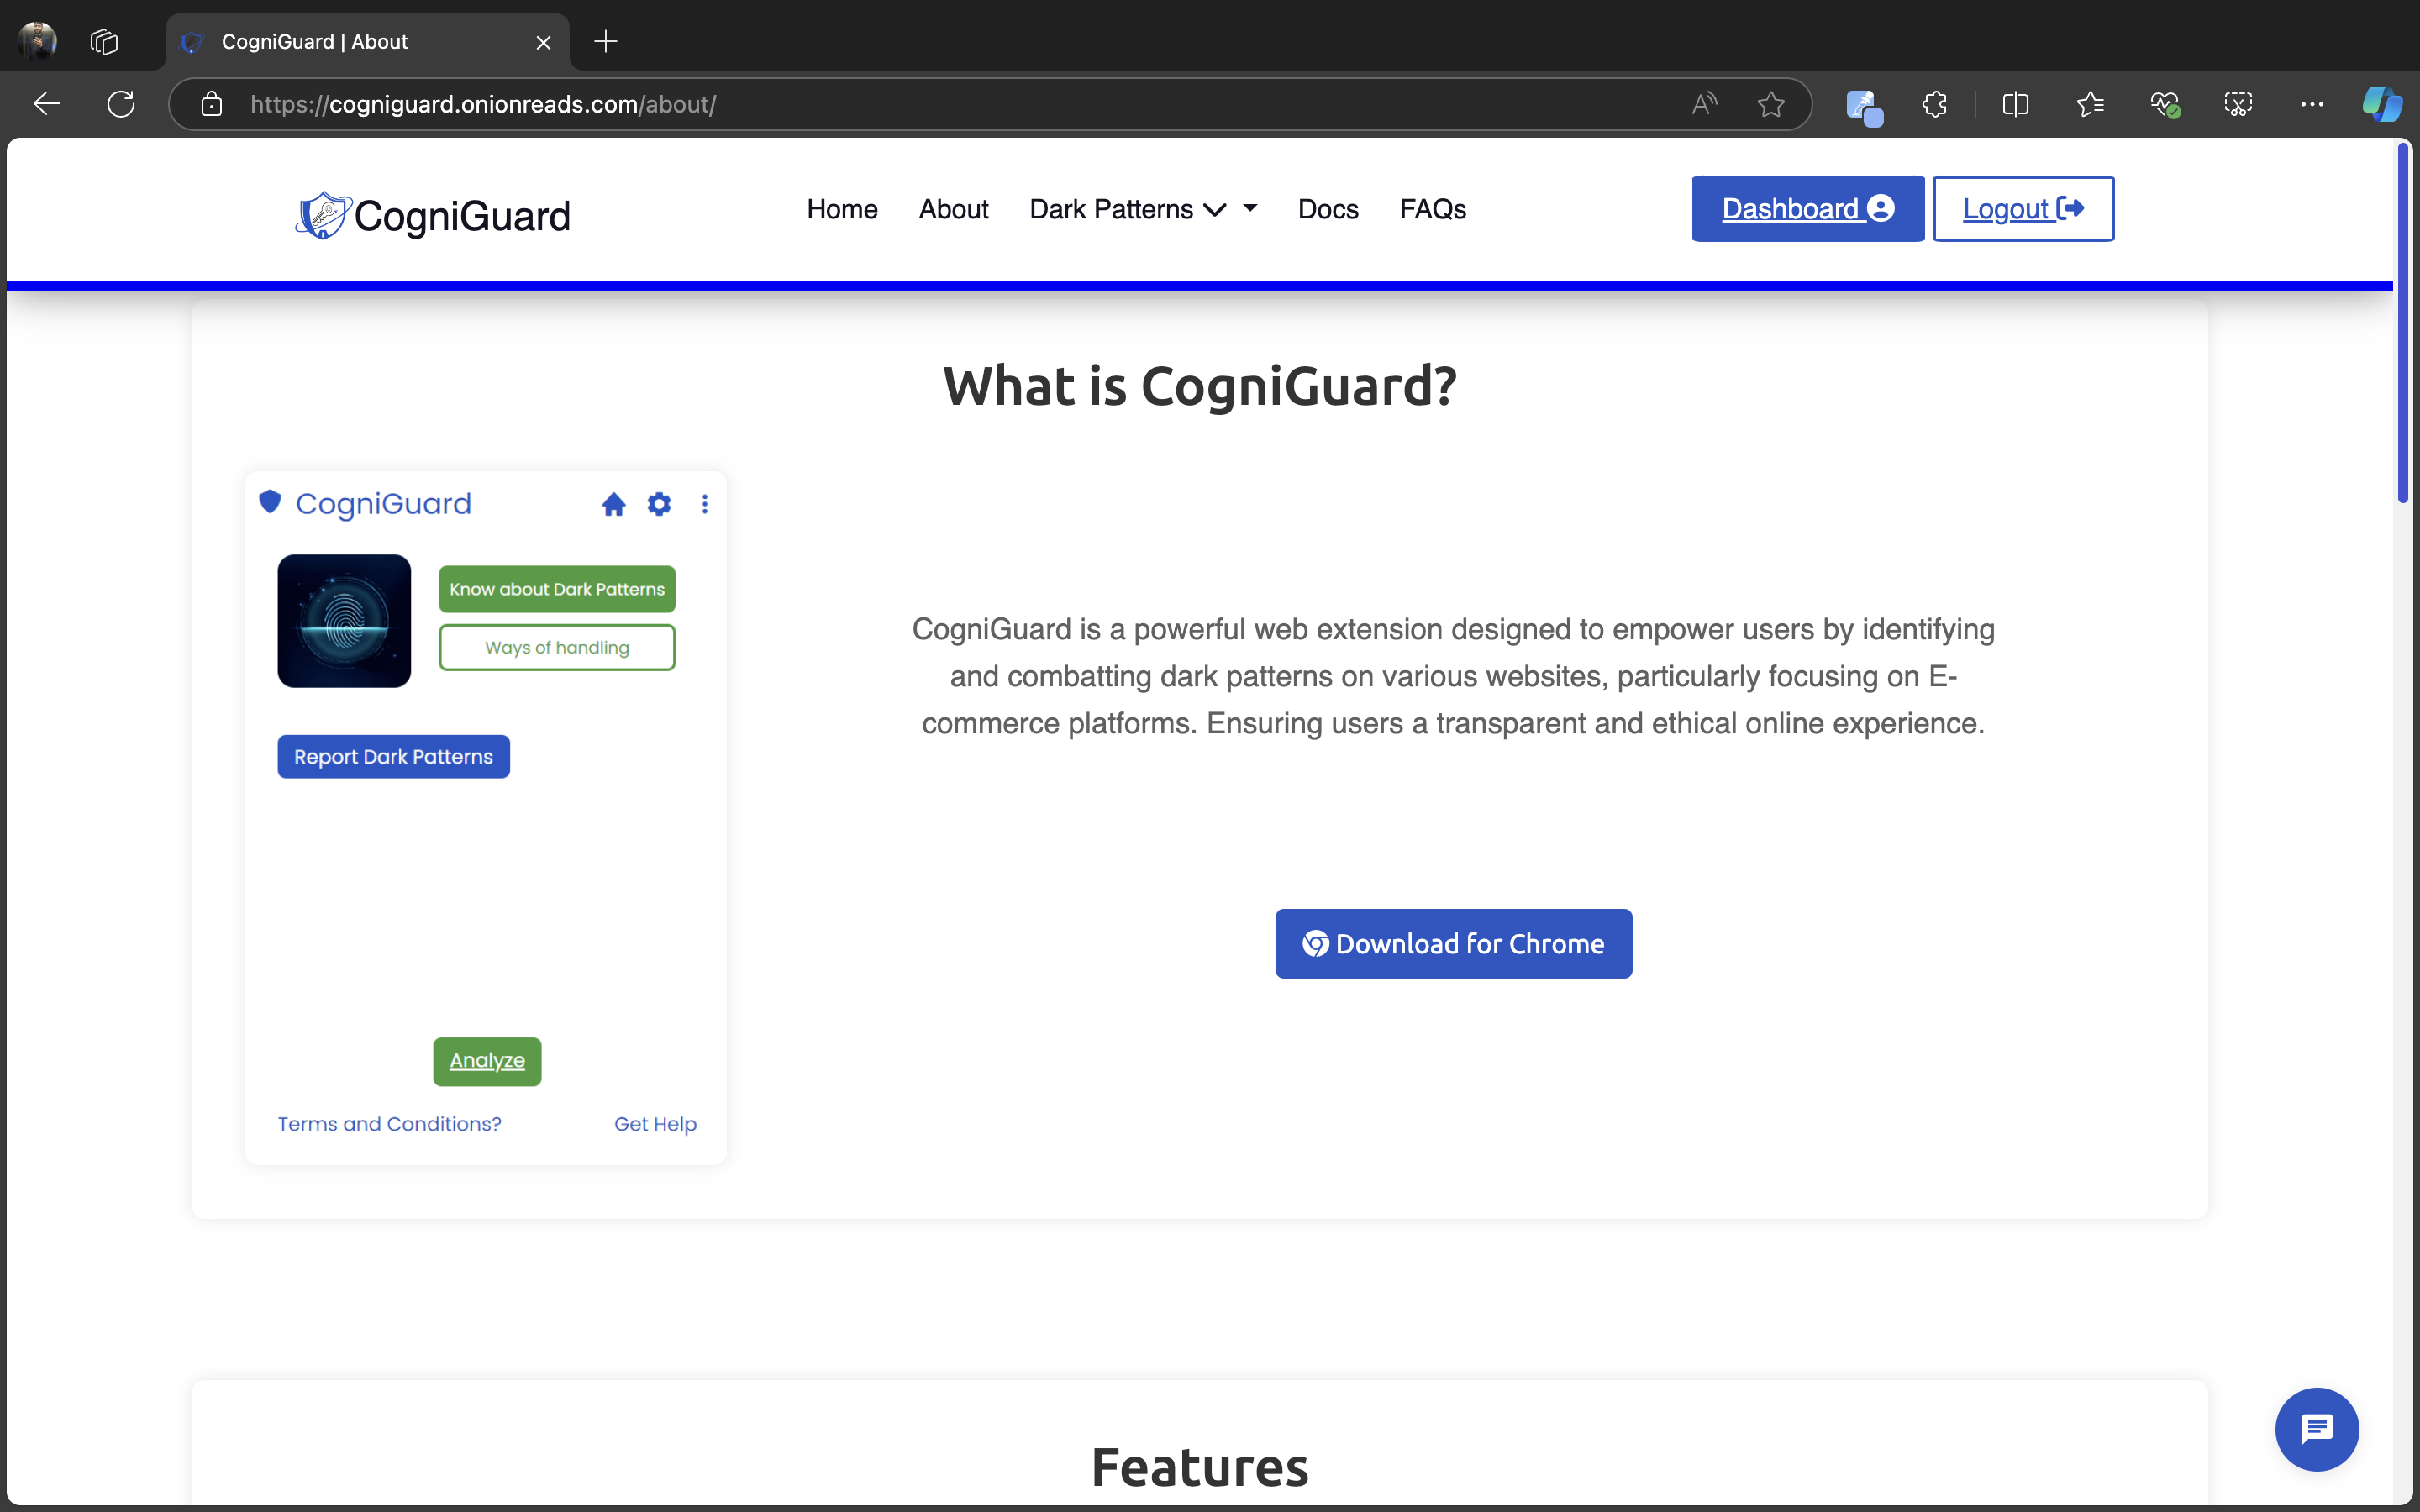 CogniGuard | About
https://cogniguard.onionreads.com/about/
CogniGuard
Home
About
Dark Patterns
Docs
FAQs
Dashboard
Logout
What is CogniGuard?
CogniGuard
Know about Dark Patterns
Ways of handling
Report Dark Patterns
Analyze
Terms and Conditions?
Get Help
CogniGuard is a powerful web extension designed to empower users by identifying
and combatting dark patterns on various websites, particularly focusing on E-
commerce platforms. Ensuring users a transparent and ethical online experience.
Download for Chrome
Features